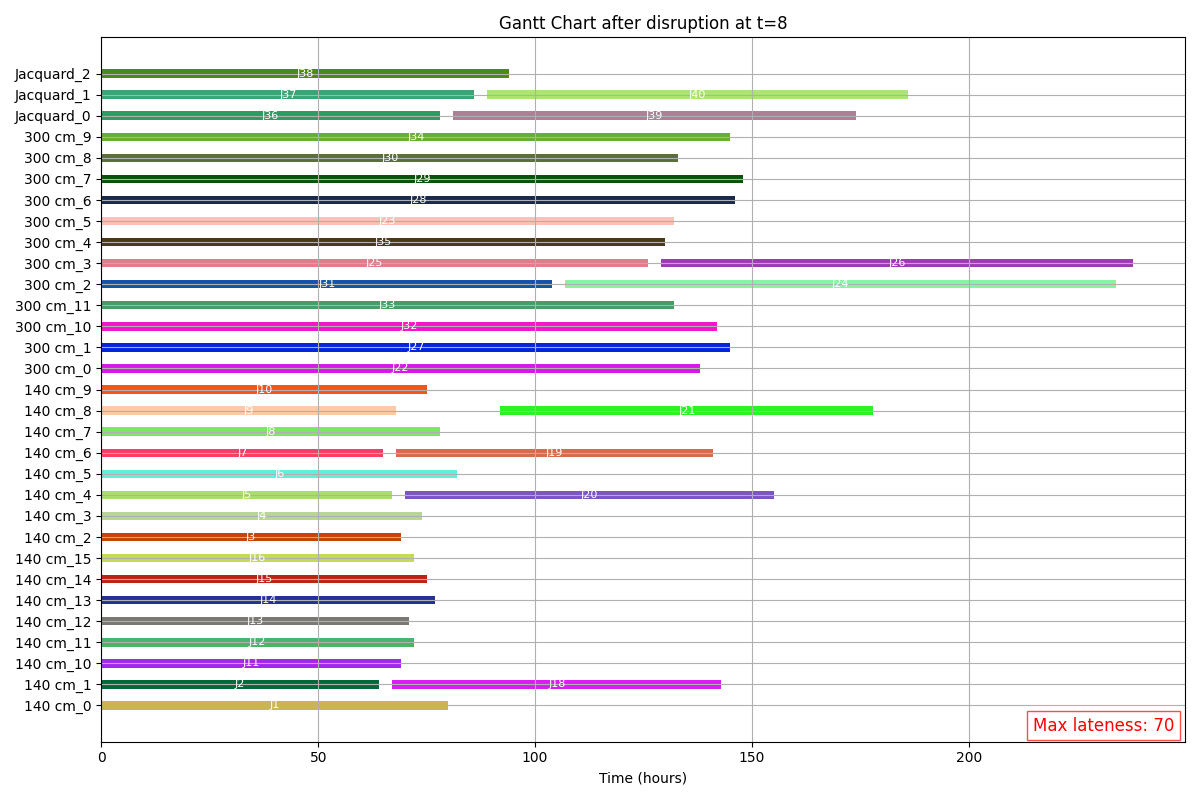 Gantt Chart after disruption at t=8
Jacquard_2 J38
Jacquard_1 J37 J40
Jacquard_0 J36 J39
300 cm_9 J34
300 cm_8 J30
300 cm_7 J29
300 cm_6 J28
300 cm_5 J23
300 cm_4 J35
300 cm_3 J25 J26
300 cm_2 J31 J24
300 cm_11 J33
300 cm_10 J32
300 cm_1 J27
300 cm_0 J22
140 cm_9 J10
140 cm_8 J9 J21
140 cm_7 J8
140 cm_6 J7 J19
140 cm_5 J6
140 cm_4 J5 J20
140 cm_3 J4
140 cm_2 J3
140 cm_15 J16
140 cm_14 J15
140 cm_13 J14
140 cm_12 J13
140 cm_11 J12
140 cm_10 J11
140 cm_1 J2 J18
140 cm_0 J1
Max lateness: 70
0 50 100 150 200
Time (hours)